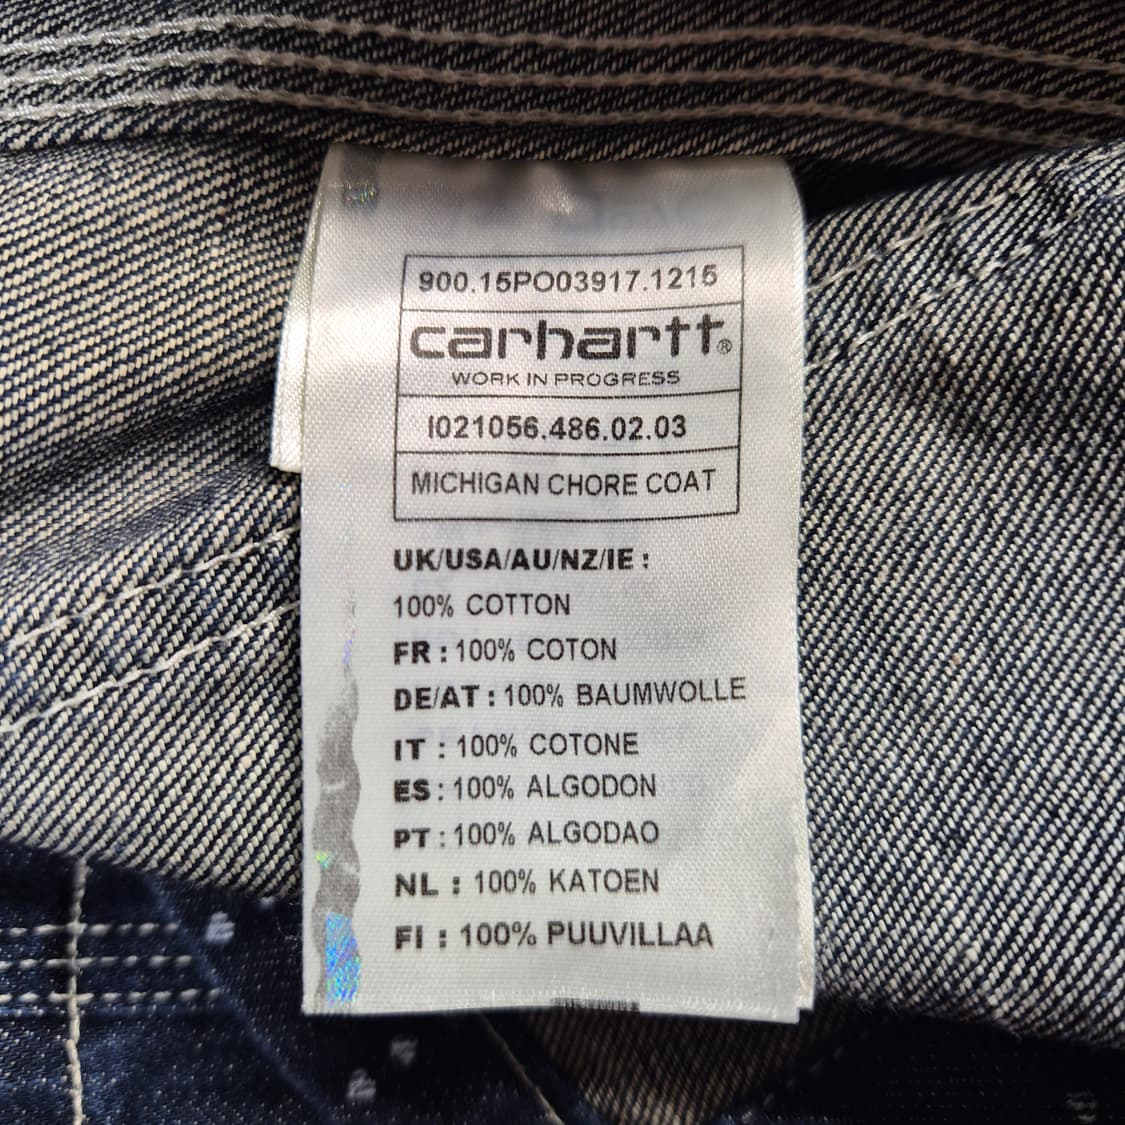 900.15PO03917.1215
carhartt®
WORK IN PROGRESS
I021056.486.02.03
MICHIGAN CHORE COAT
UK/USA/AU/NZ/IE :
100% COTTON
FR : 100% COTON
DE/AT : 100% BAUMWOLLE
IT : 100% COTONE
ES : 100% ALGODON
PT : 100% ALGODAO
NL : 100% KATOEN
FI : 100% PUUVILLAA